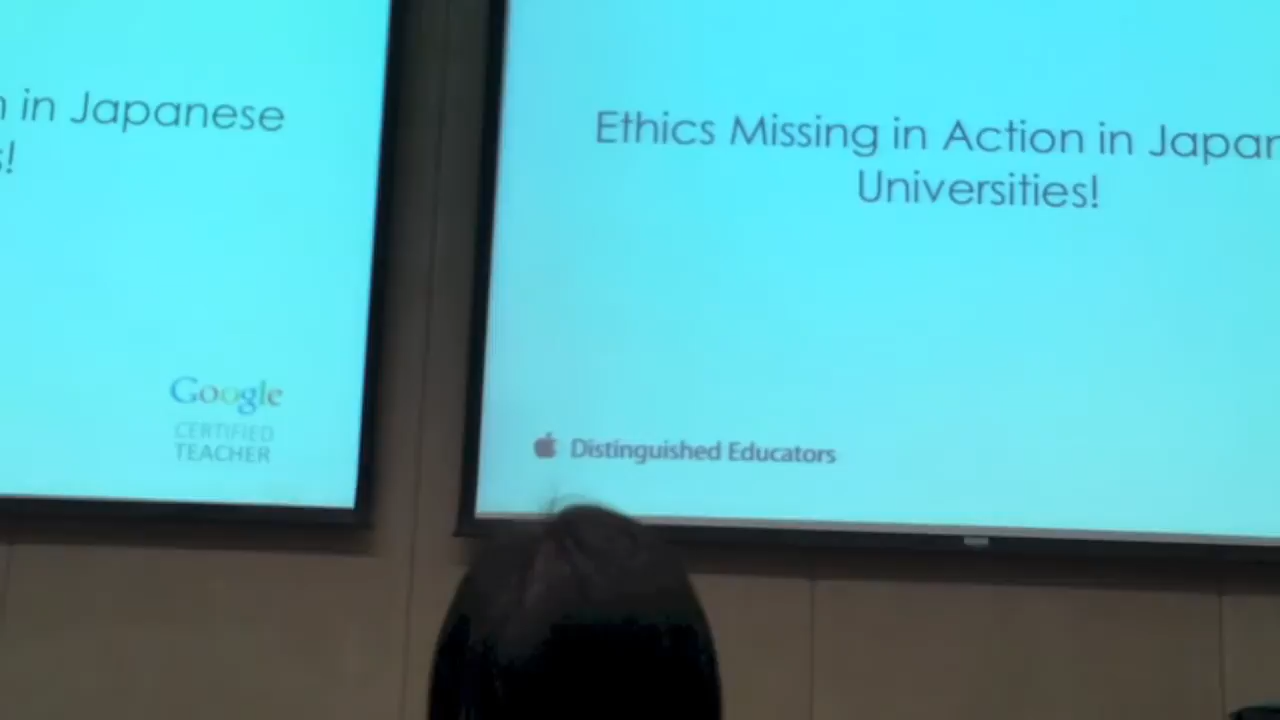 in Japanese
s!
Google
CERTIFIED
TEACHER
Ethics Missing in Action in Japan
Universities!
Distinguished Educators